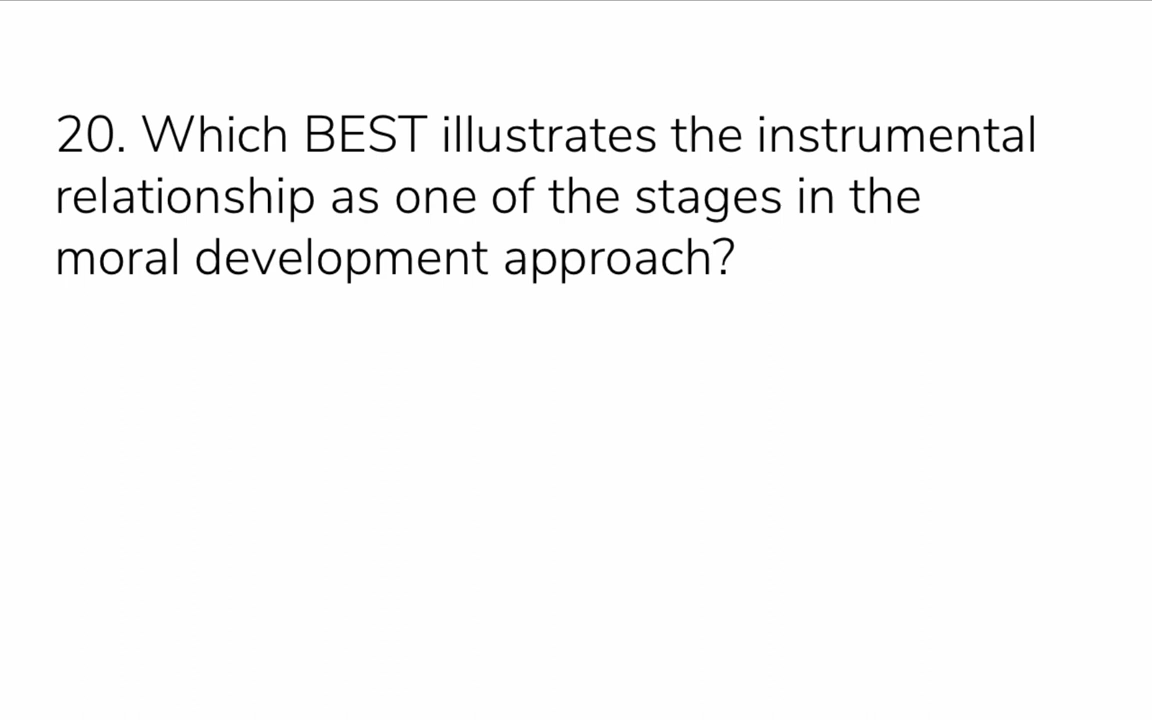 20. Which BEST illustrates the instrumental
relationship as one of the stages in the
moral development approach?